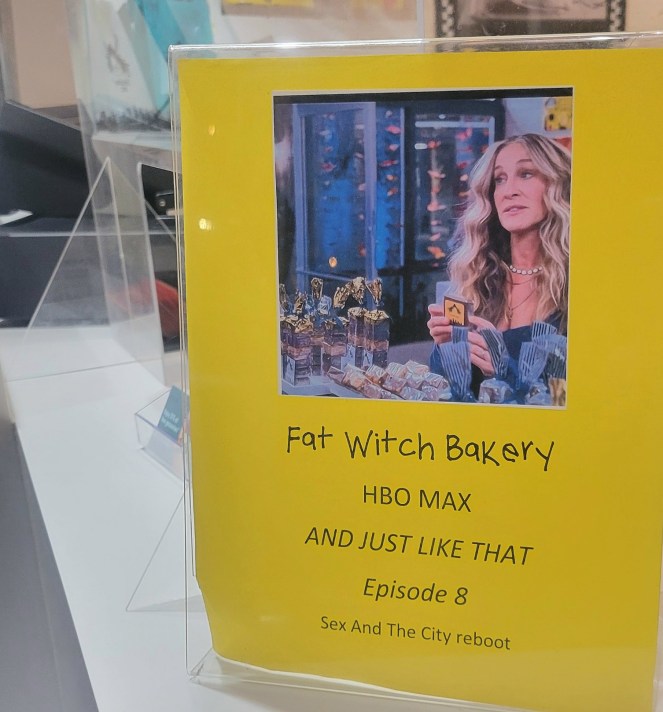 Fat Witch Bakery
HBO MAX
AND JUST LIKE THAT
Episode 8
Sex And The City reboot